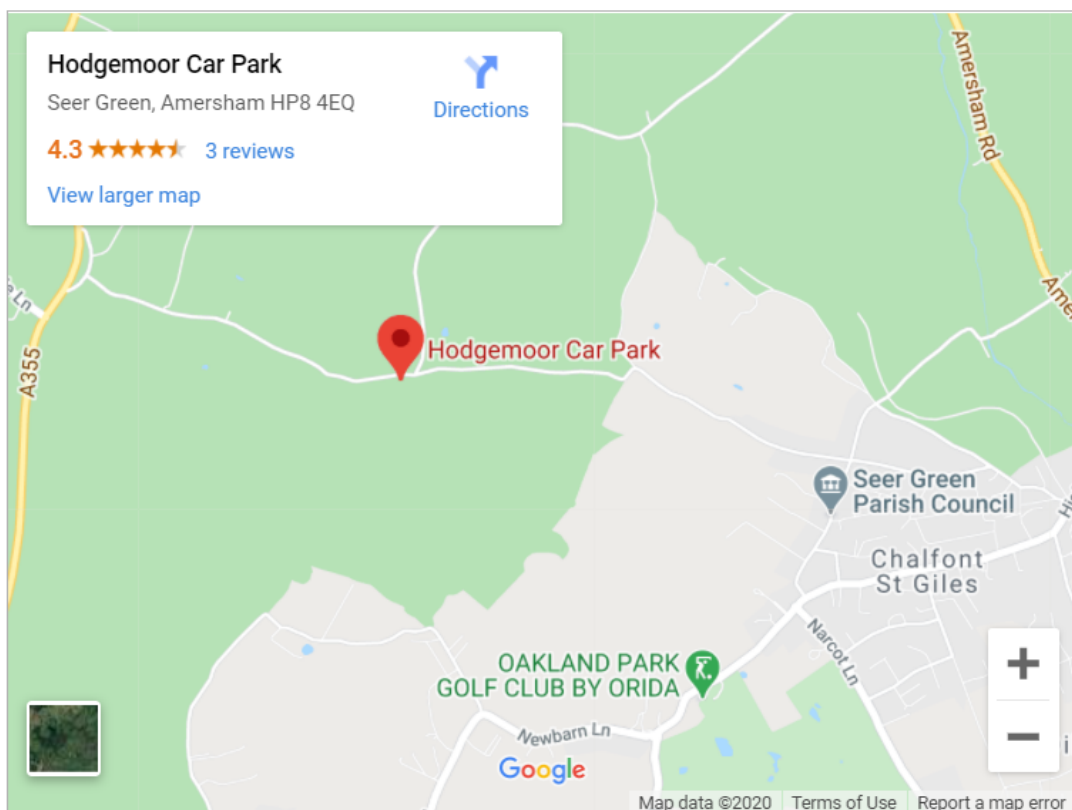 Hodgemoor Car Park
Seer Green, Amersham HP8 4EQ
4.3
3 reviews
View larger map
Directions
Amersham Rd
A355
Hodgemoor Car Park
Seer Green
Parish Council
Chalfont
St Giles
OAKLAND PARK
GOLF CLUB BY ORIDA
Narcot Ln
Newbarn Ln
Google
+
−
Map data ©2020
Terms of Use
Report a map error